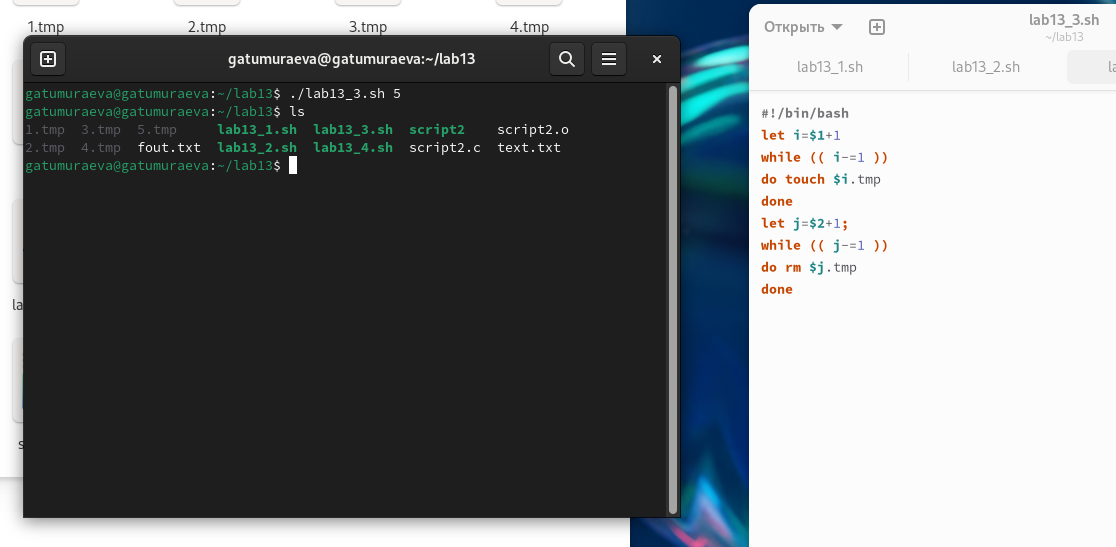 1.tmp 2.tmp 3.tmp 4.tmp
gatumuraeva@gatumuraeva:~/lab13
gatumuraeva@gatumuraeva:~/lab13$ ./lab13_3.sh 5
gatumuraeva@gatumuraeva:~/lab13$ ls
1.tmp 3.tmp 5.tmp lab13_1.sh lab13_3.sh script2 script2.o
2.tmp 4.tmp fout.txt lab13_2.sh lab13_4.sh script2.c text.txt
gatumuraeva@gatumuraeva:~/lab13$
Открыть
lab13_3.sh
~/lab13
lab13_1.sh lab13_2.sh
#!/bin/bash
let i=$1+1
while (( i-=1 ))
do touch $i.tmp
done
let j=$2+1;
while (( j-=1 ))
do rm $j.tmp
done